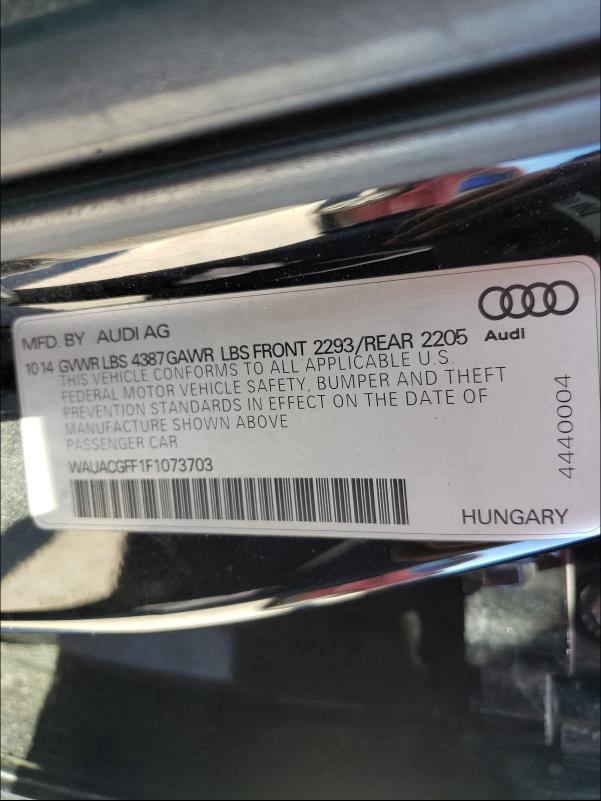 MFD. BY AUDI AG
Audi
10 14 GVWR LBS 4387 GAWR LBS FRONT 2293/REAR 2205
THIS VEHICLE CONFORMS TO ALL APPLICABLE U.S.
FEDERAL MOTOR VEHICLE SAFETY, BUMPER AND THEFT
PREVENTION STANDARDS IN EFFECT ON THE DATE OF
MANUFACTURE SHOWN ABOVE
PASSENGER CAR
WAUACGFF1F1073703
HUNGARY
4440004